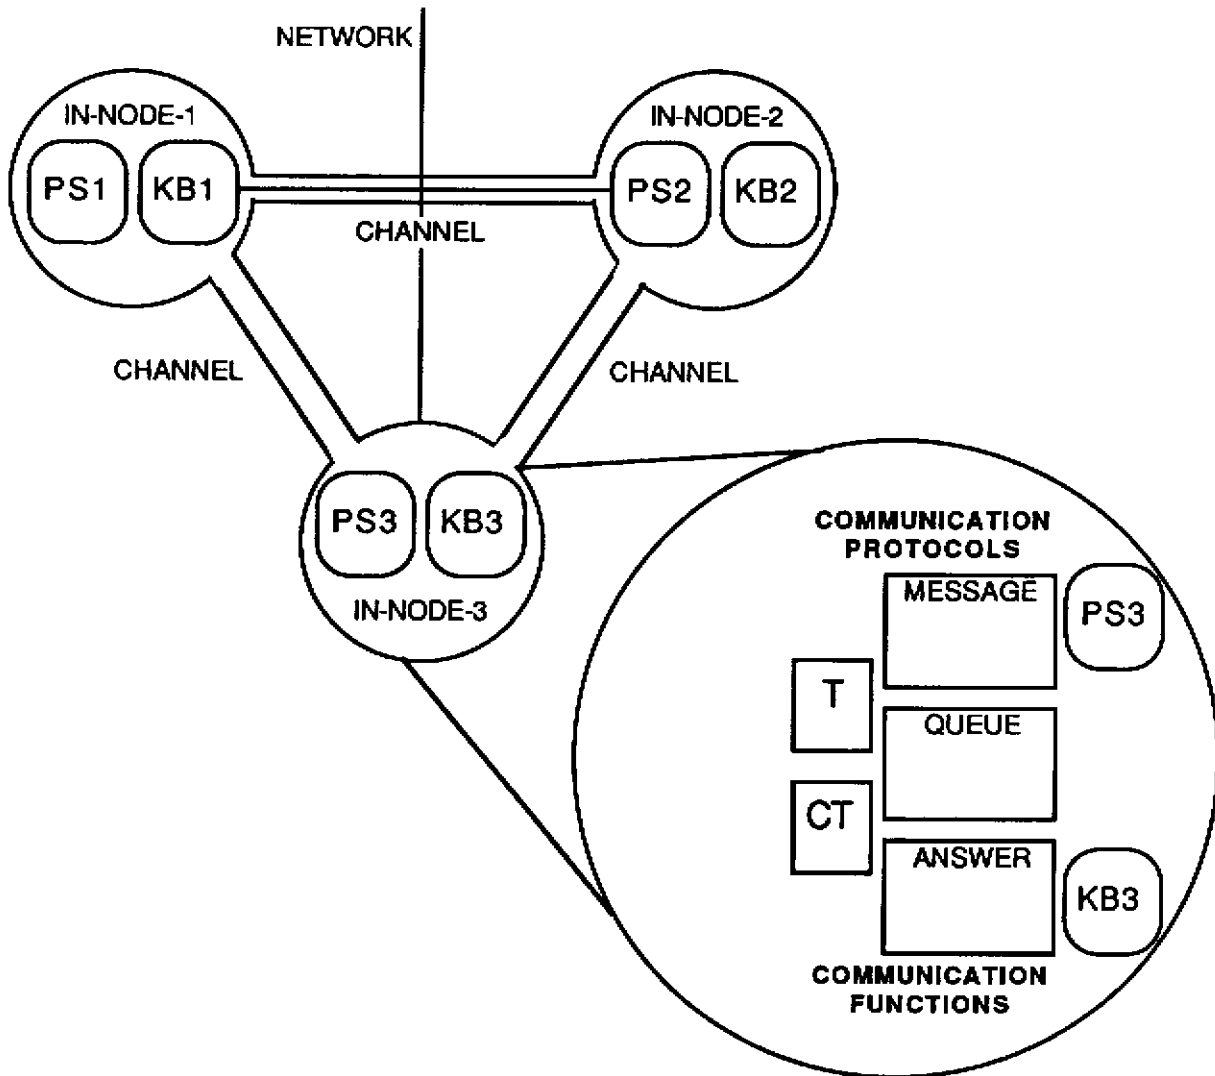 NETWORK
IN-NODE-1
IN-NODE-2
PS1
KB1
PS2
KB2
CHANNEL
CHANNEL
CHANNEL
PS3
KB3
IN-NODE-3
COMMUNICATION
PROTOCOLS
MESSAGE
PS3
T
QUEUE
CT
ANSWER
KB3
COMMUNICATION
FUNCTIONS